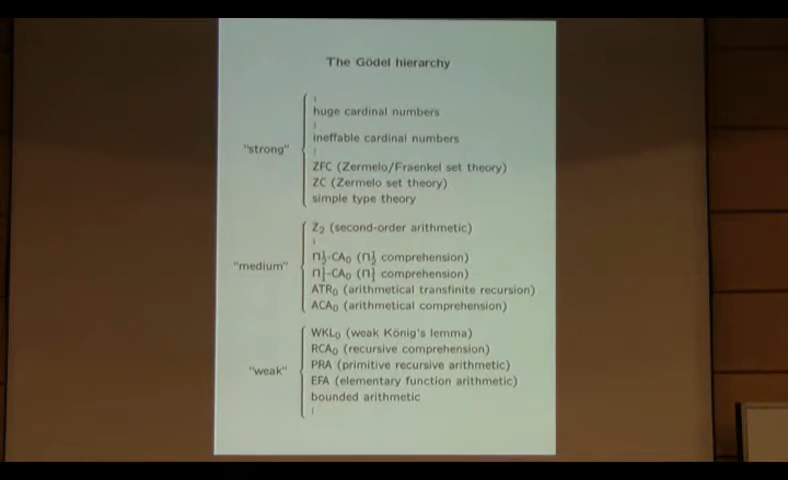 The Gödel hierarchy
⋮
huge cardinal numbers
⋮
ineffable cardinal numbers
⋮
"strong"
ZFC (Zermelo/Fraenkel set theory)
ZC (Zermelo set theory)
simple type theory
Z₂ (second-order arithmetic)
⋮
"medium"
Π¹₂-CA₀ (Π¹₂ comprehension)
Π¹₁-CA₀ (Π¹₁ comprehension)
ATR₀ (arithmetical transfinite recursion)
ACA₀ (arithmetical comprehension)
WKL₀ (weak König's lemma)
RCA₀ (recursive comprehension)
"weak"
PRA (primitive recursive arithmetic)
EFA (elementary function arithmetic)
bounded arithmetic
⋮